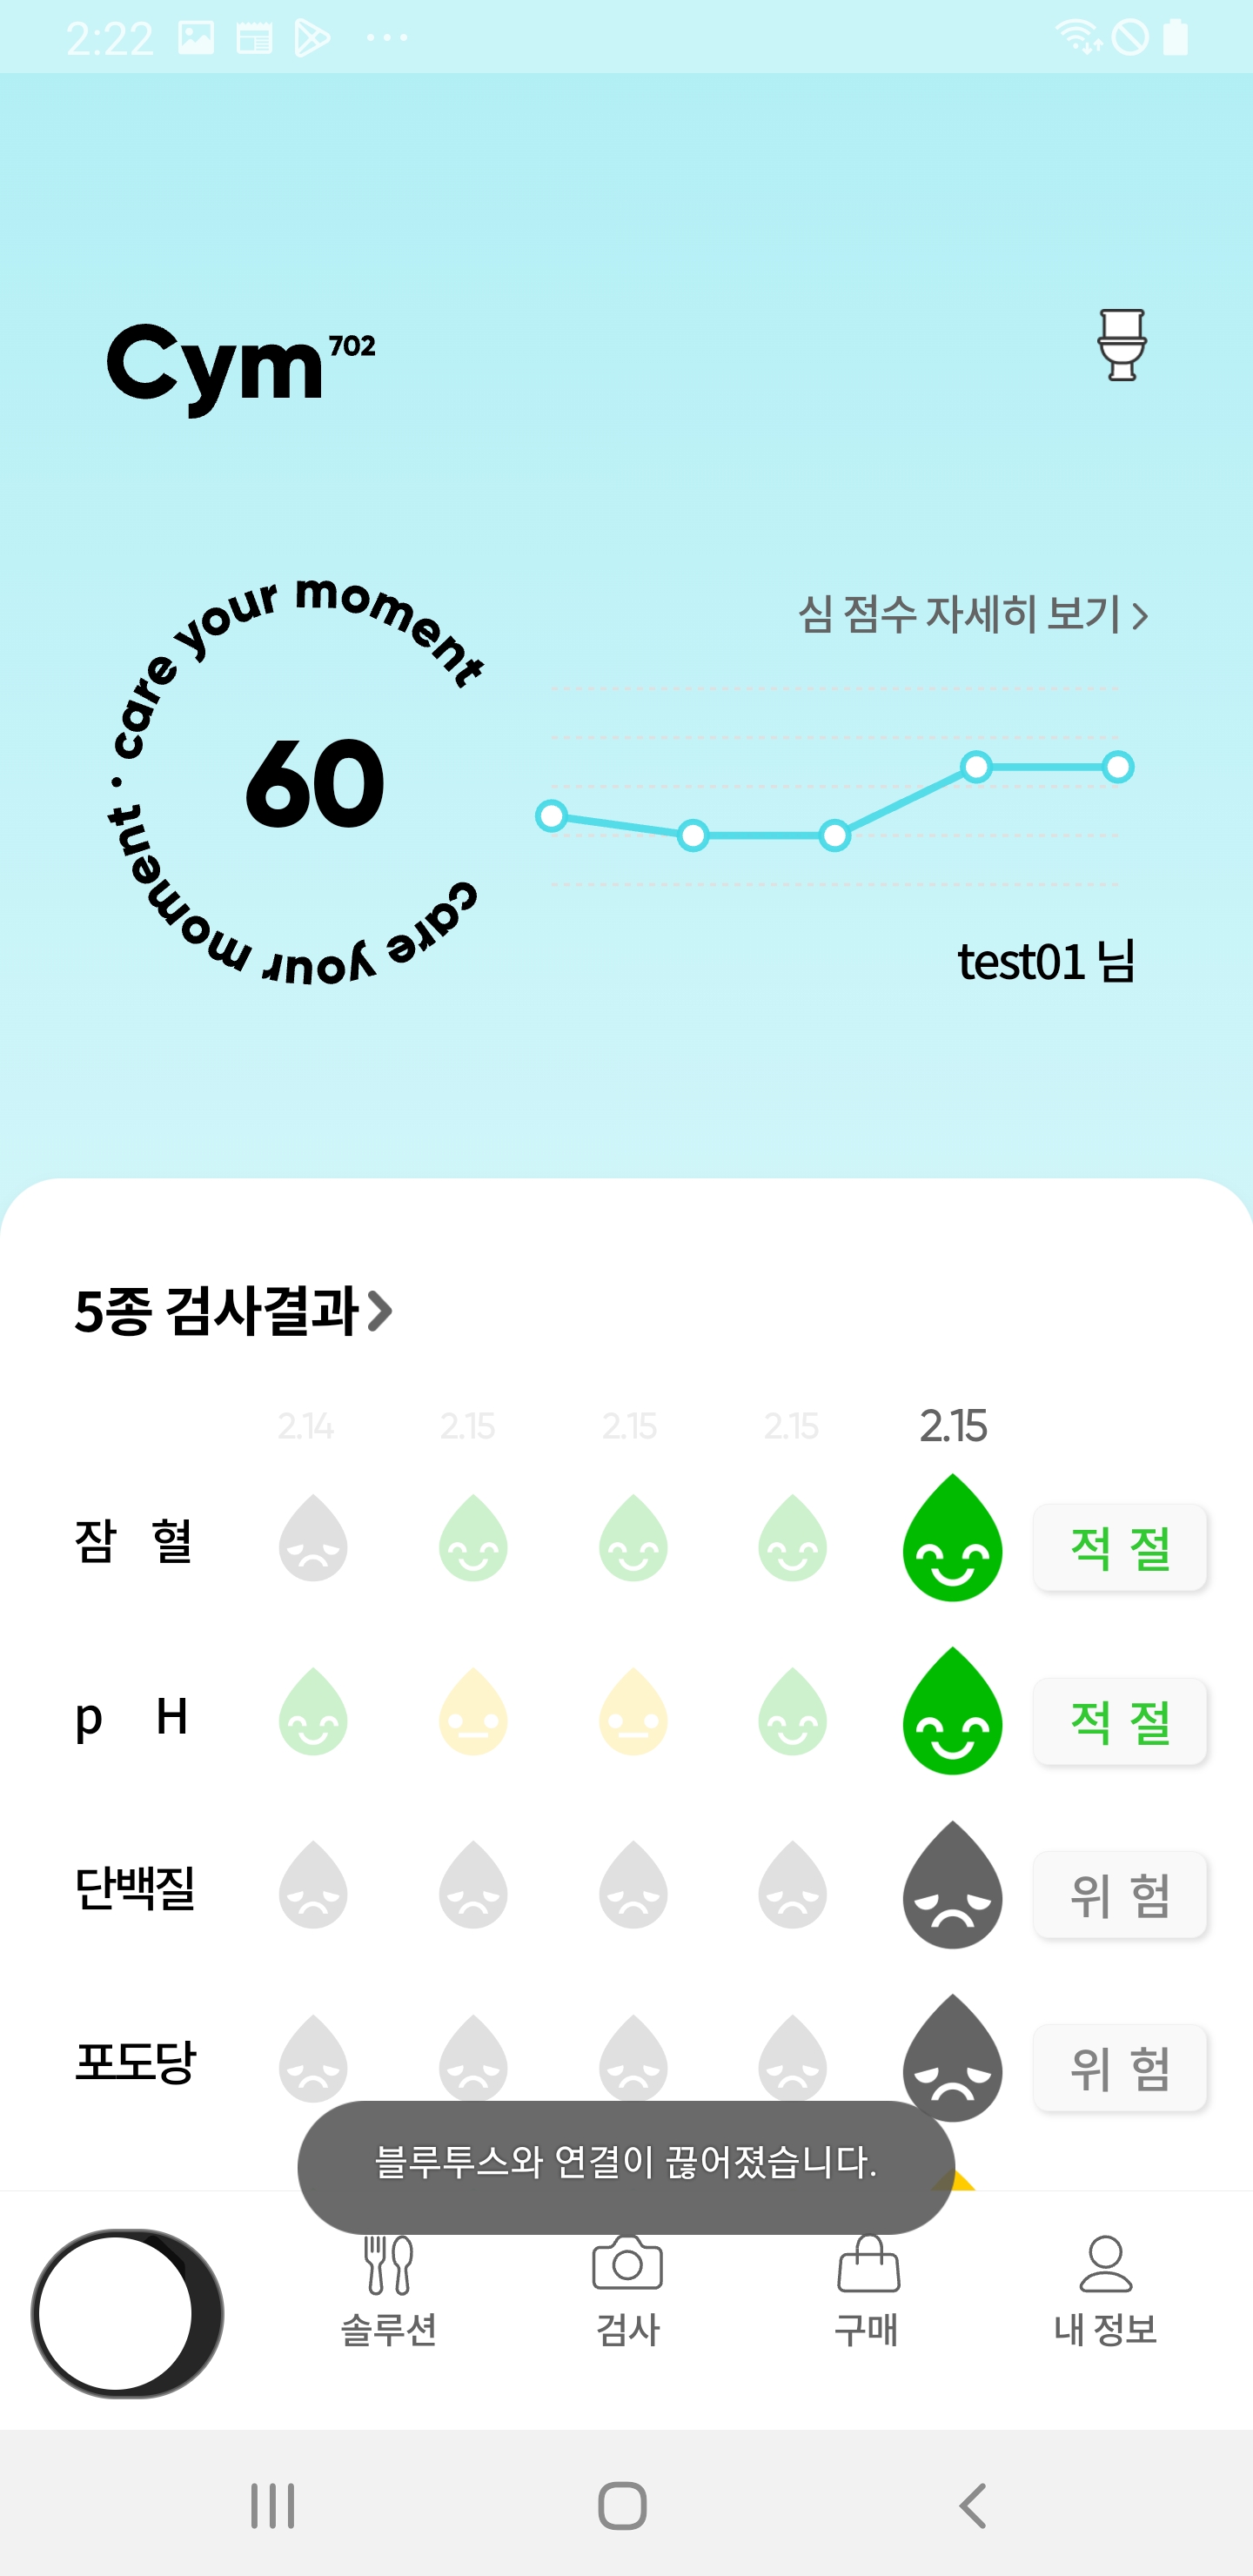 2:22
Cym702
care your moment · care your moment
심 점수 자세히 보기
60
test01 님
5종 검사결과
2.14 2.15 2.15 2.15 2.15
잠 혈 적 절
p H 적 절
단백질 위 험
포도당 위 험
블루투스와 연결이 끊어졌습니다.
솔루션 검사 구매 내 정보